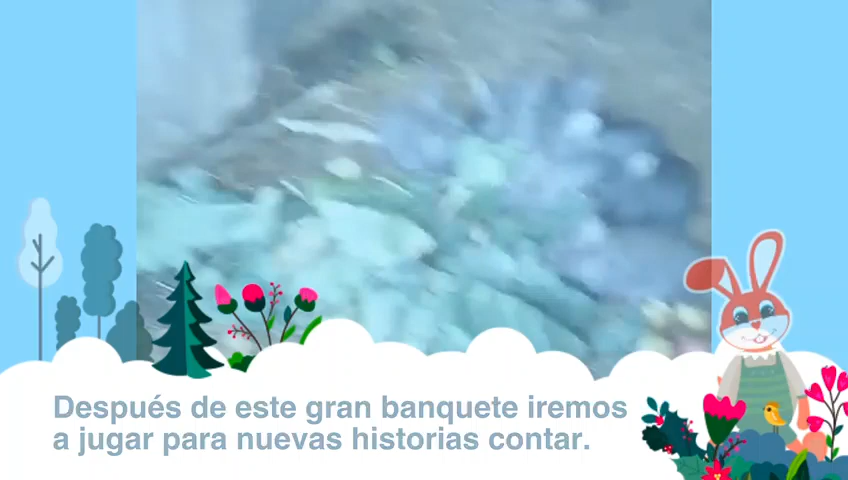 Después de este gran banquete iremos
a jugar para nuevas historias contar.